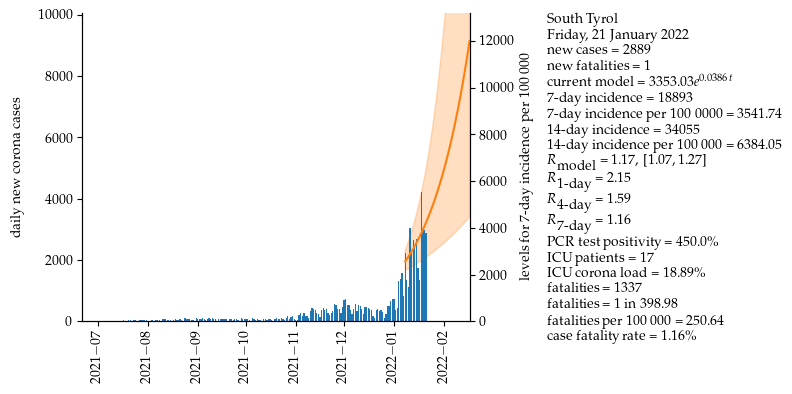 10000
8000
6000
4000
2000
0
daily new corona cases
2021−07
2021−08
2021−09
2021−10
2021−11
2021−12
2022−01
2022−02
12000
10000
8000
6000
4000
2000
0
levels for 7-day incidence per 100 000
South Tyrol
Friday, 21 January 2022
new cases = 2889
new fatalities = 1
current model = 3353.03e^{0.0386 t}
7-day incidence = 18893
7-day incidence per 100 0000 = 3541.74
14-day incidence = 34055
14-day incidence per 100 000 = 6384.05
R_model = 1.17, [1.07, 1.27]
R_1-day = 2.15
R_4-day = 1.59
R_7-day = 1.16
PCR test positivity = 450.0%
ICU patients = 17
ICU corona load = 18.89%
fatalities = 1337
fatalities = 1 in 398.98
fatalities per 100 000 = 250.64
case fatality rate = 1.16%